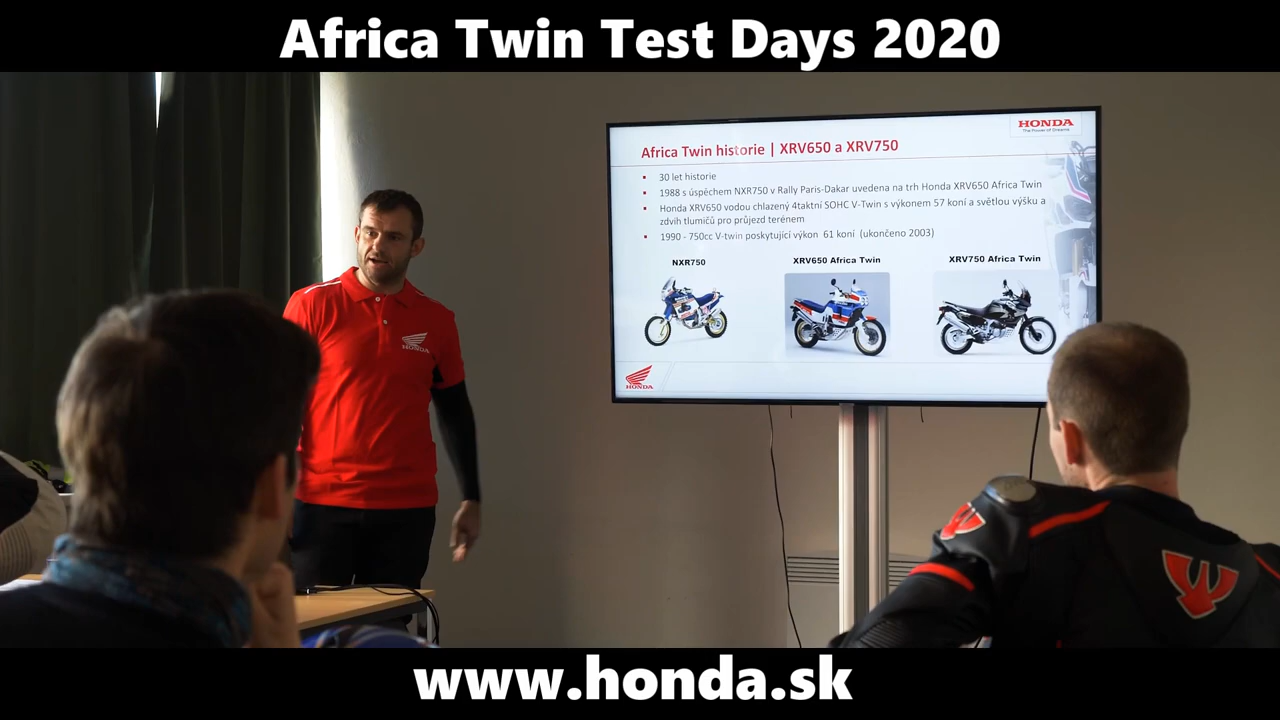 Africa Twin Test Days 2020
HONDA
The Power of Dreams
Africa Twin historie | XRV650 a XRV750
30 let historie
1988 s úspěchem NXR750 v Rally Paris-Dakar uvedena na trh Honda XRV650 Africa Twin
Honda XRV650 vodou chlazený 4taktní SOHC V-Twin s výkonem 57 koní a světlou výšku a
zdvih tlumičů pro průjezd terénem
1990 - 750cc V-twin poskytující výkon 61 koní (ukončeno 2003)
NXR750
XRV650 Africa Twin
XRV750 Africa Twin
HONDA
HONDA
www.honda.sk